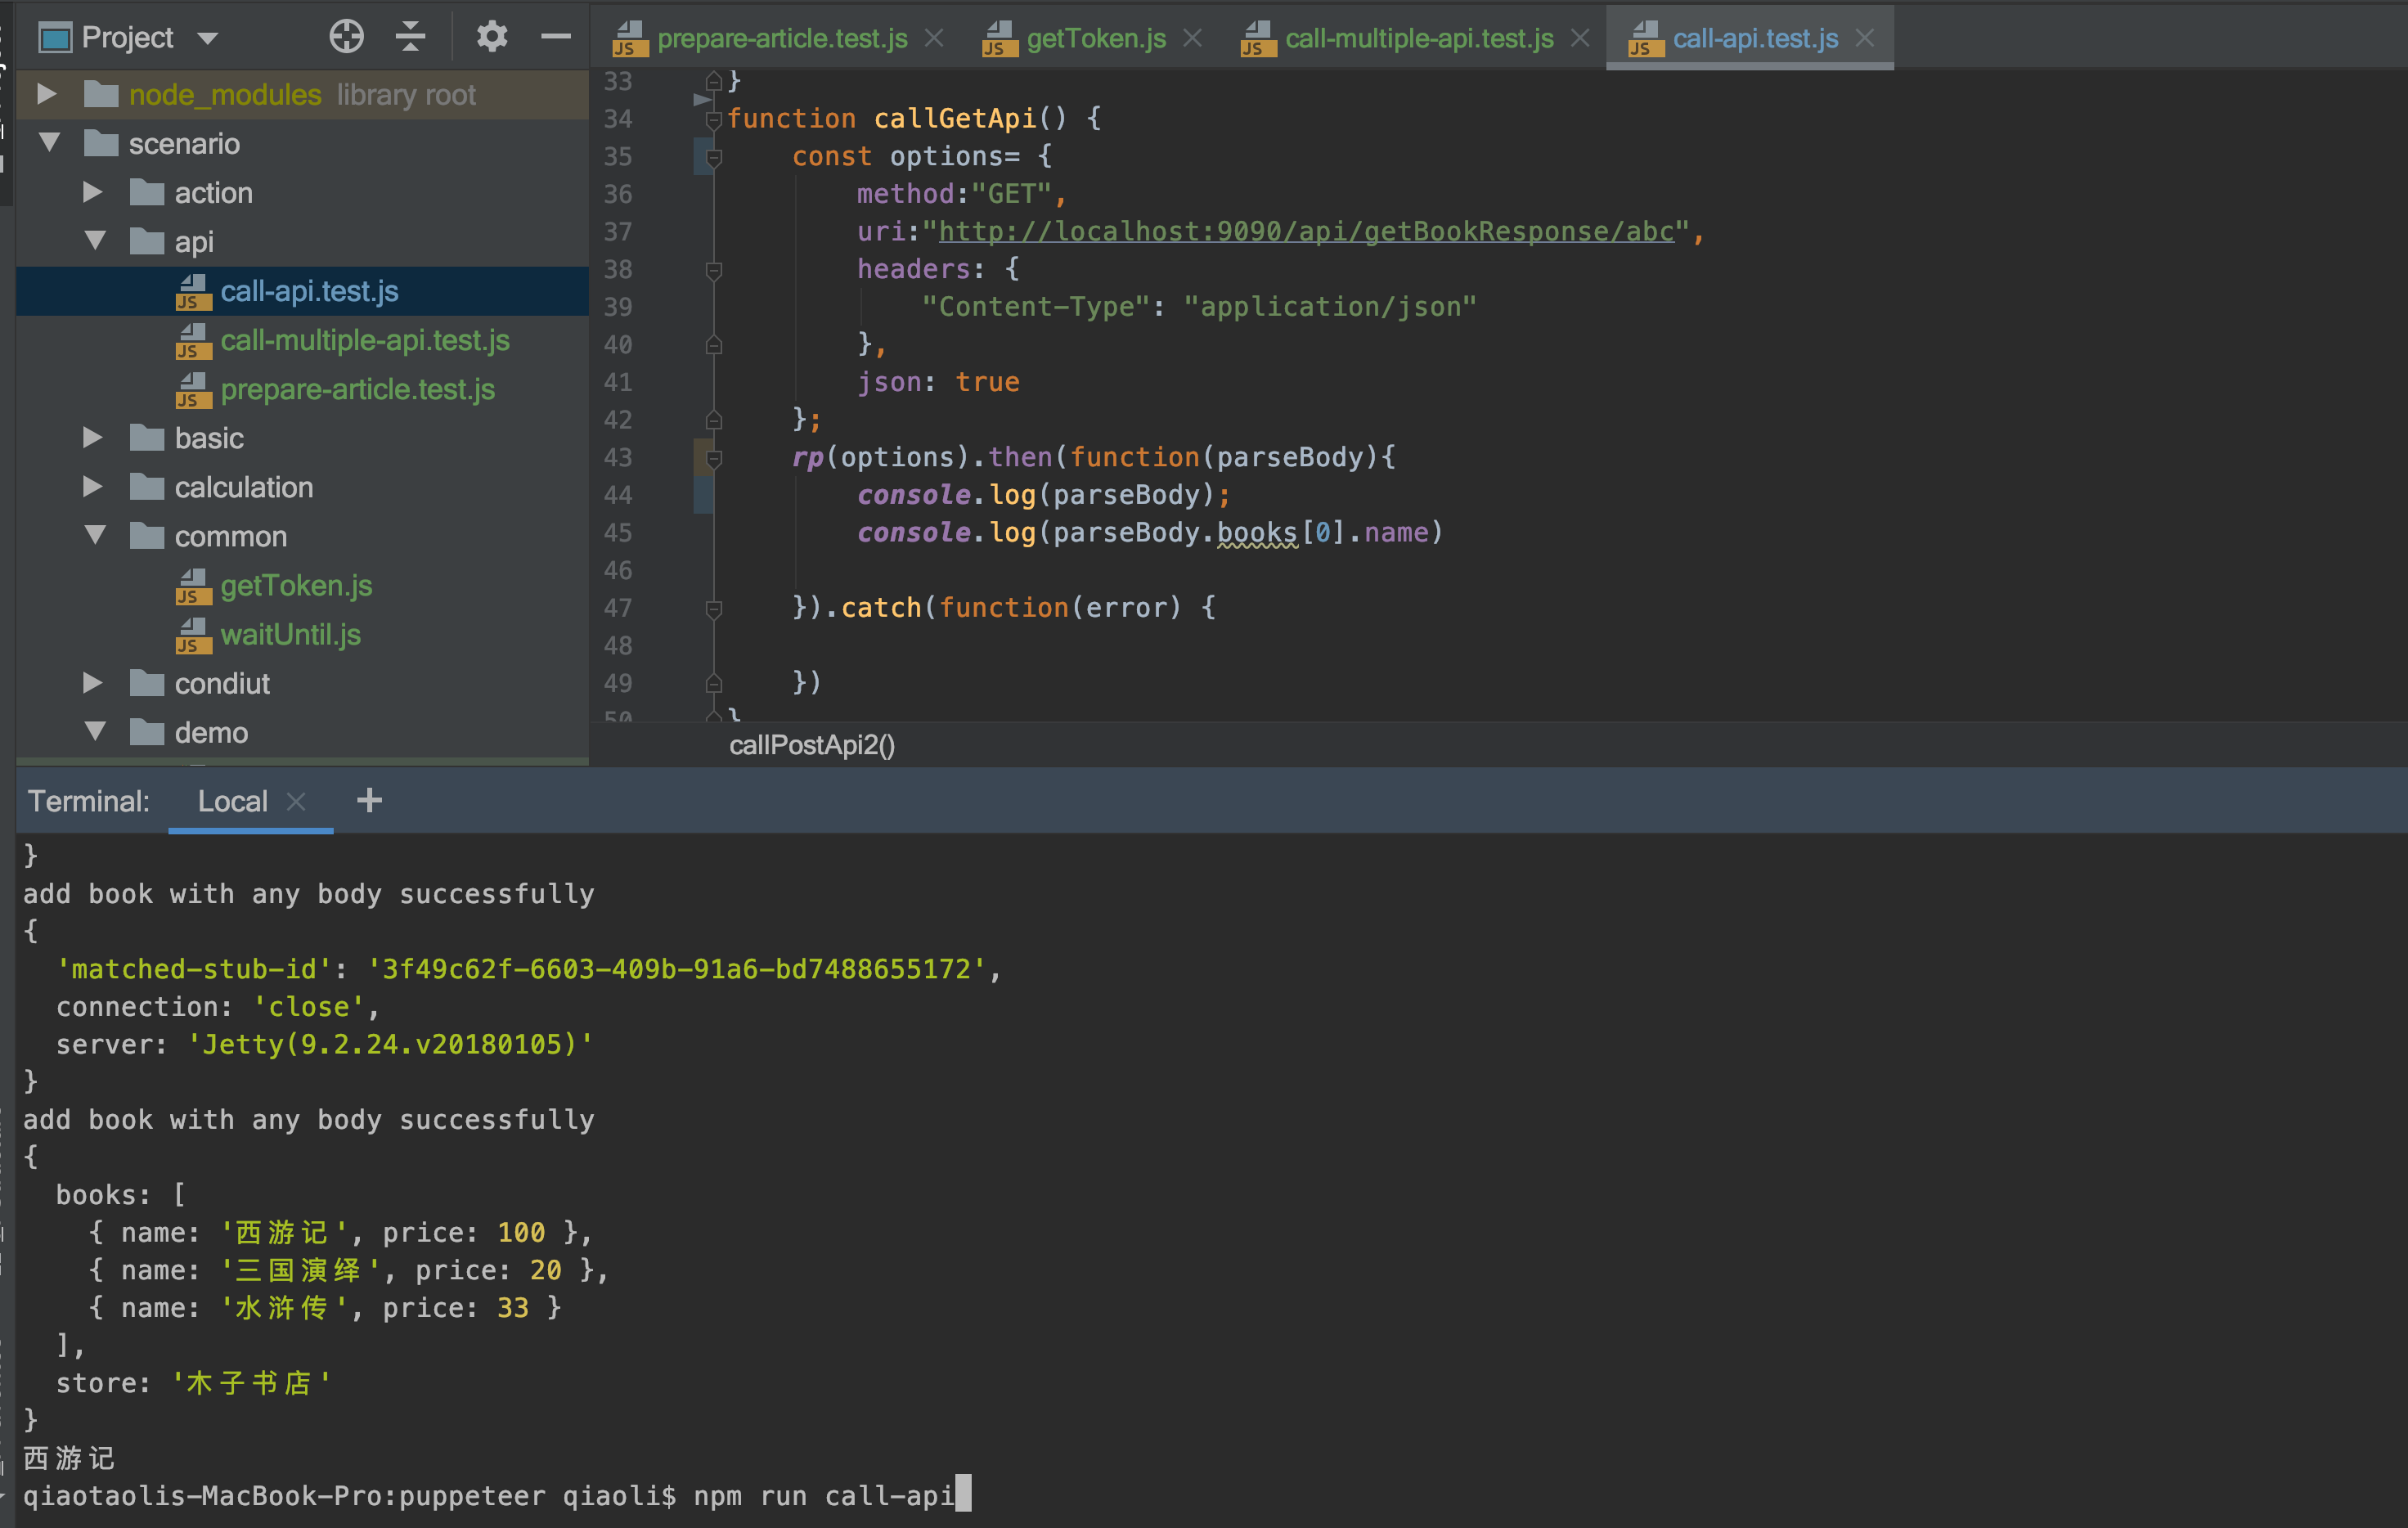 Project
prepare-article.test.js
getToken.js
call-multiple-api.test.js
call-api.test.js
node_modules library root
scenario
action
api
call-api.test.js
call-multiple-api.test.js
prepare-article.test.js
basic
calculation
common
getToken.js
waitUntil.js
condiut
demo
33 }
34 function callGetApi() {
35 const options= {
36 method:"GET",
37 uri:"http://localhost:9090/api/getBookResponse/abc",
38 headers: {
39 "Content-Type": "application/json"
40 },
41 json: true
42 };
43 rp(options).then(function(parseBody){
44 console.log(parseBody);
45 console.log(parseBody.books[0].name)
46
47 }).catch(function(error) {
48
49 })
50 }
callPostApi2()
Terminal: Local +
}
add book with any body successfully
{
'matched-stub-id': '3f49c62f-6603-409b-91a6-bd7488655172',
connection: 'close',
server: 'Jetty(9.2.24.v20180105)'
}
add book with any body successfully
{
books: [
{ name: '西游记', price: 100 },
{ name: '三国演绎', price: 20 },
{ name: '水浒传', price: 33 }
],
store: '木子书店'
}
西游记
qiaotaolis-MacBook-Pro:puppeteer qiaoli$ npm run call-api